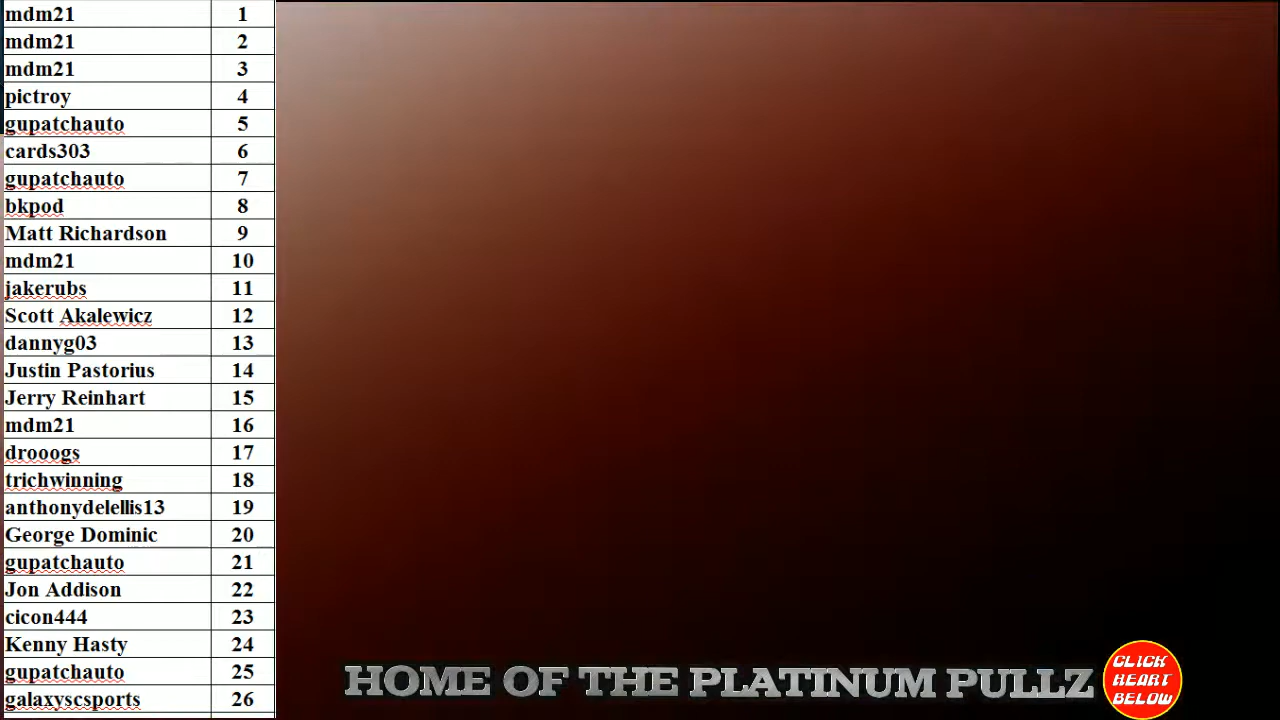 mdm21 1
mdm21 2
mdm21 3
pictroy 4
gupatchauto 5
cards303 6
gupatchauto 7
bkpod 8
Matt Richardson 9
mdm21 10
jakerubs 11
Scott Akalewicz 12
dannyg03 13
Justin Pastorius 14
Jerry Reinhart 15
mdm21 16
drooogs 17
trichwinning 18
anthonydelellis13 19
George Dominic 20
gupatchauto 21
Jon Addison 22
cicon444 23
Kenny Hasty 24
gupatchauto 25
galaxyscsports 26
HOME OF THE PLATINUM PULLZ
CLICK
HEART
BELOW